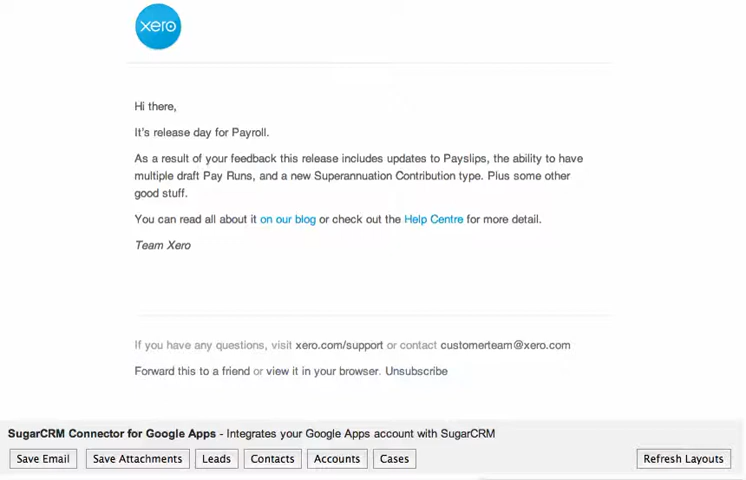 xero
Hi there,
It's release day for Payroll.
As a result of your feedback this release includes updates to Payslips, the ability to have
multiple draft Pay Runs, and a new Superannuation Contribution type. Plus some other
good stuff.
You can read all about it on our blog or check out the Help Centre for more detail.
Team Xero
If you have any questions, visit xero.com/support or contact customerteam@xero.com
Forward this to a friend or view it in your browser. Unsubscribe
SugarCRM Connector for Google Apps - Integrates your Google Apps account with SugarCRM
Save Email Save Attachments Leads Contacts Accounts Cases Refresh Layouts